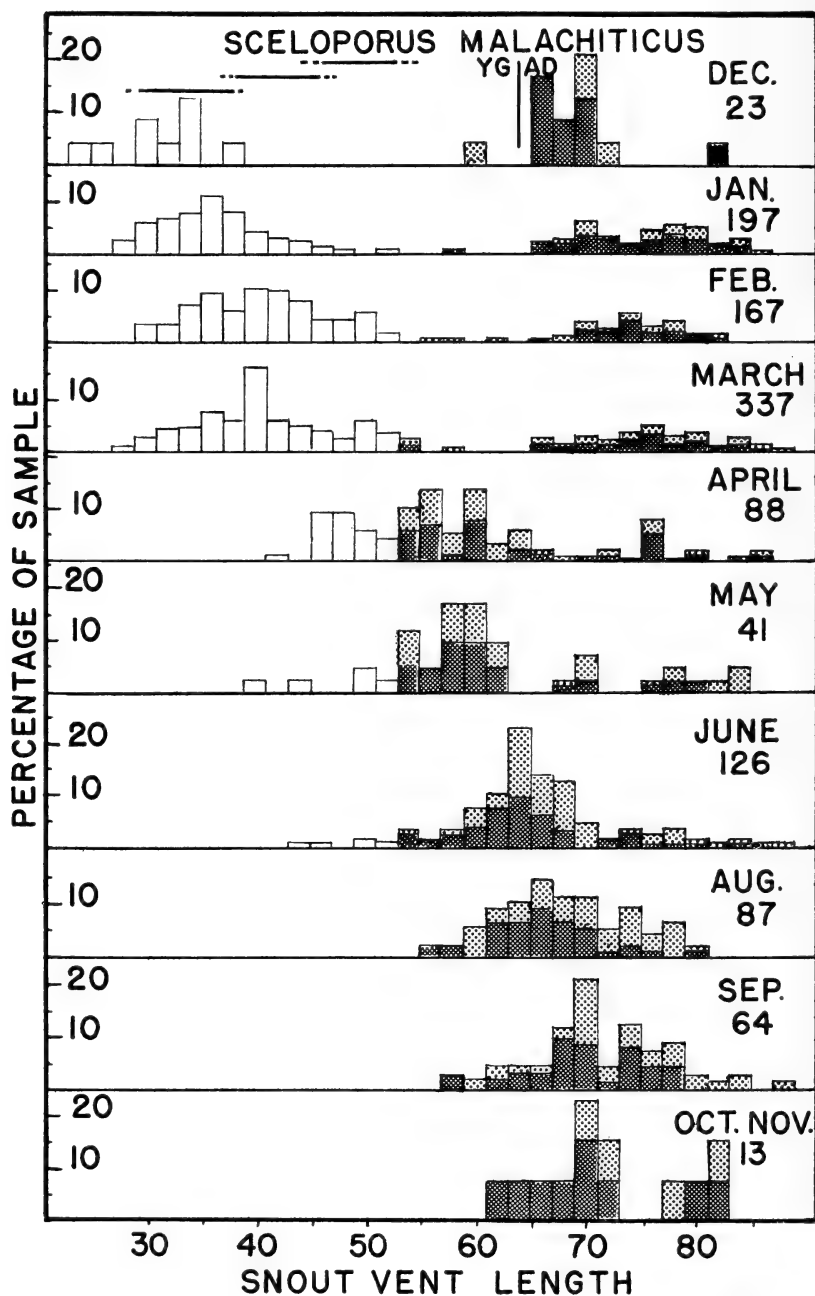 SCELOPORUS MALACHITICUS
YG AD
20
10
DEC.
23
10
JAN.
197
10
FEB.
167
10
MARCH
337
10
APRIL
88
20
10
MAY
41
20
10
JUNE
126
10
AUG.
87
20
10
SEP.
64
20
10
OCT. NOV.
13
PERCENTAGE OF SAMPLE
30 40 50 60 70 80
SNOUT VENT LENGTH